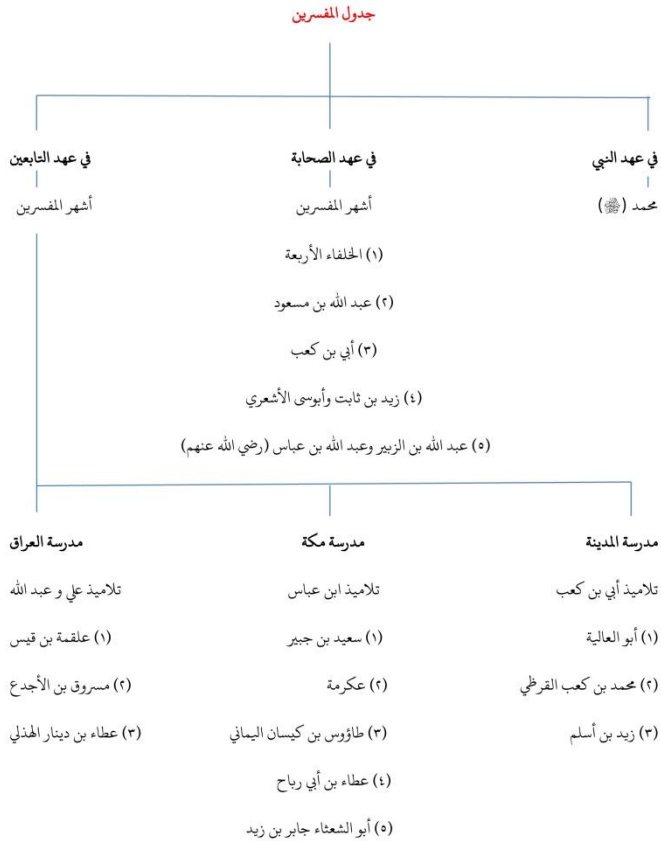 جدول المفسرين
في عهد النبي
في عهد الصحابة
في عهد التابعين
محمد (ﷺ)
أشهر المفسرين
أشهر المفسرين
(١) الخلفاء الأربعة
(٢) عبد الله بن مسعود
(٣) أبي بن كعب
(٤) زيد بن ثابت وأبوسى الأشعري
(٥) عبد الله بن الزبير وعبد الله بن عباس (رضي الله عنهم)
مدرسة المدينة
تلاميذ أبي بن كعب
(١) أبو العالية
(٢) محمد بن كعب القرظي
(٣) زيد بن أسلم
مدرسة مكة
تلاميذ ابن عباس
(١) سعيد بن جبير
(٢) عكرمة
(٣) طاؤوس بن كيسان اليماني
(٤) عطاء بن أبي رباح
(٥) أبو الشعثاء جابر بن زيد
مدرسة العراق
تلاميذ علي و عبد الله
(١) علقمة بن قيس
(٢) مسروق بن الأجدع
(٣) عطاء بن دينار الهذلي